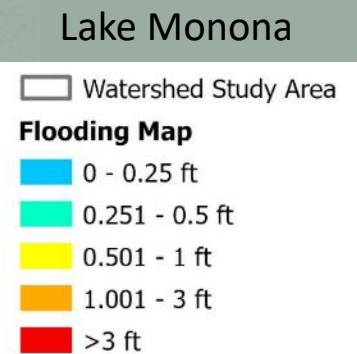 Lake Monona
Watershed Study Area
Flooding Map
0 - 0.25 ft
0.251 - 0.5 ft
0.501 - 1 ft
1.001 - 3 ft
>3 ft